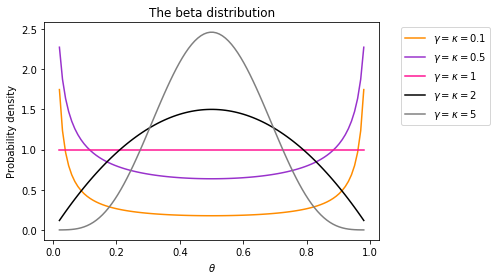 The beta distribution
γ = κ = 0.1
γ = κ = 0.5
γ = κ = 1
γ = κ = 2
γ = κ = 5
Probability density
2.5
2.0
1.5
1.0
0.5
0.0
0.0 0.2 0.4 0.6 0.8 1.0
θ